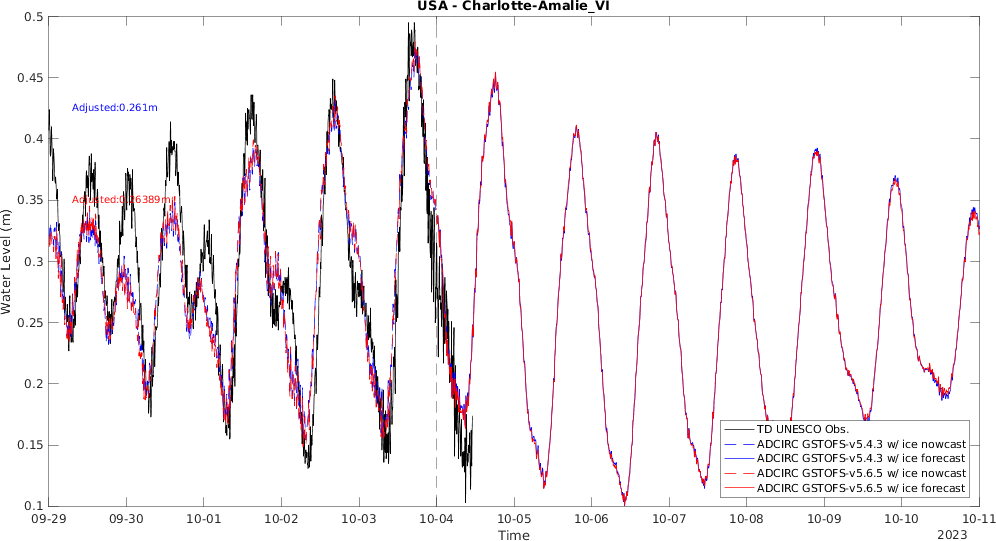 USA - Charlotte-Amalie_VI
0.5
0.45
0.4
0.35
0.3
0.25
0.2
0.15
0.1
Water Level (m)
Adjusted:0.261m
Adjusted:0.26389m
TD UNESCO Obs.
ADCIRC GSTOFS-v5.4.3 w/ ice nowcast
ADCIRC GSTOFS-v5.4.3 w/ ice forecast
ADCIRC GSTOFS-v5.6.5 w/ ice nowcast
ADCIRC GSTOFS-v5.6.5 w/ ice forecast
09-29 09-30 10-01 10-02 10-03 10-04 10-05 10-06 10-07 10-08 10-09 10-10 10-11
Time
2023